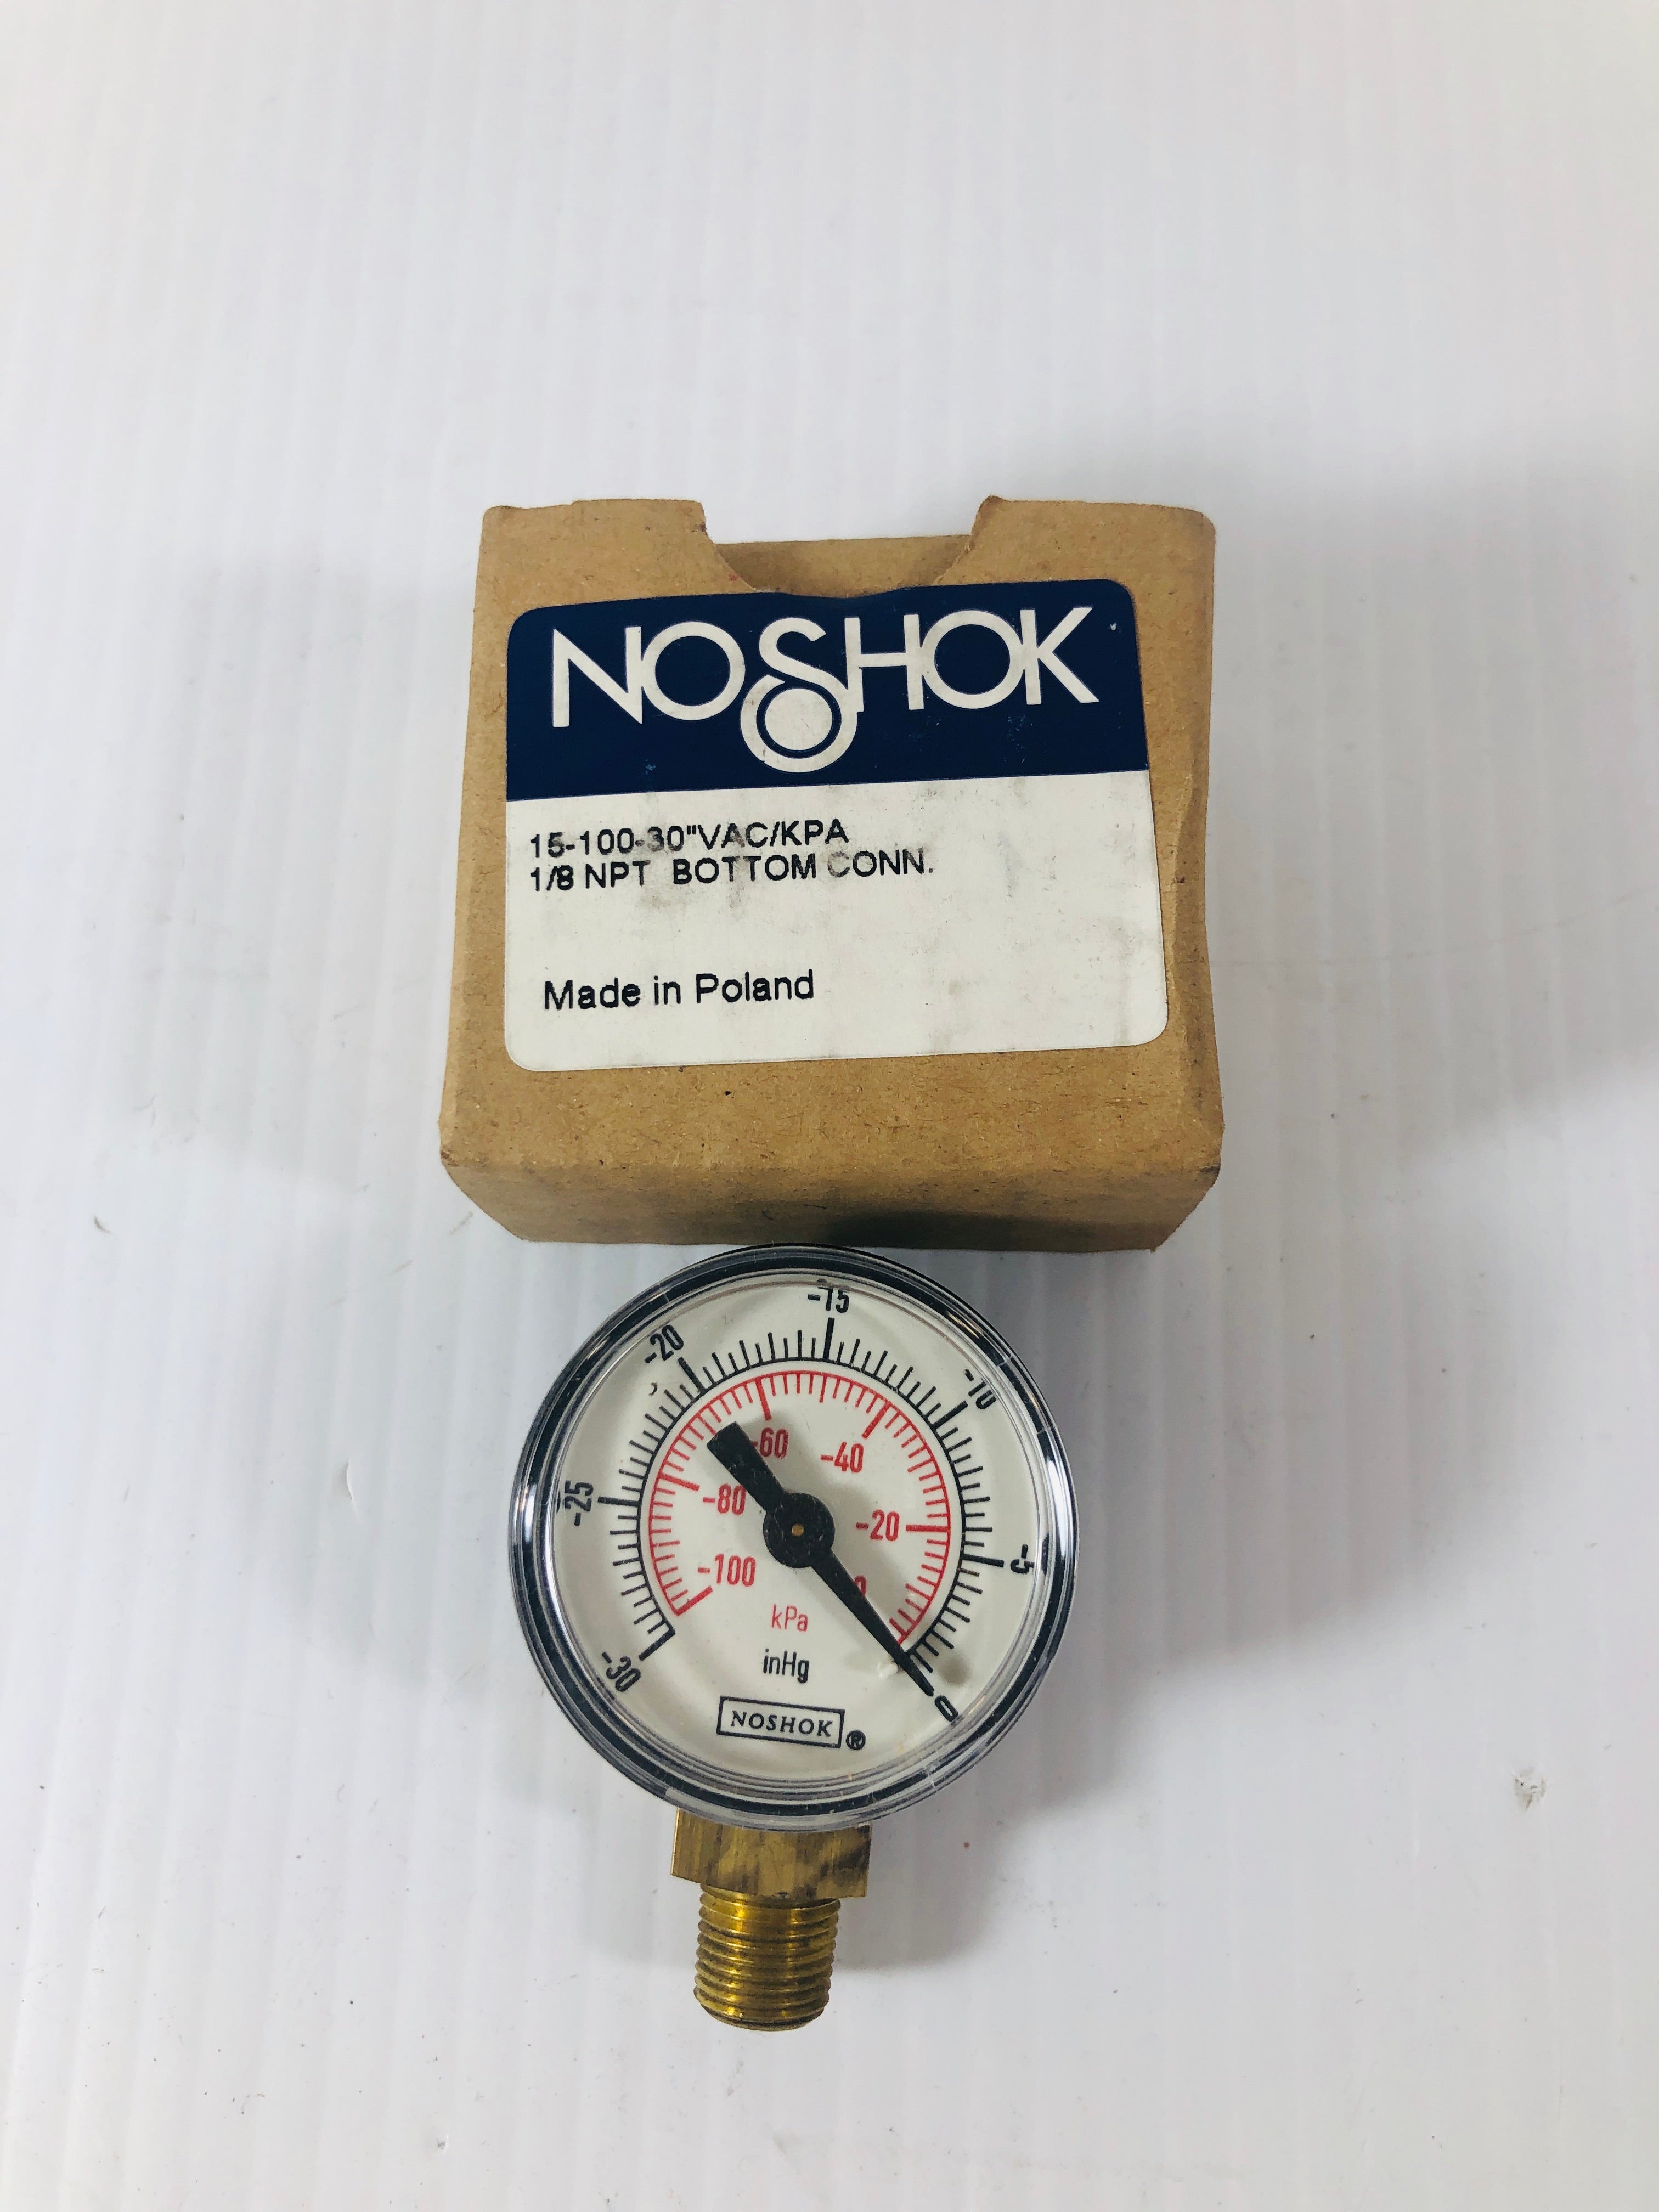 NOSHOK
15-100-30"VAC/KPA
1/8 NPT BOTTOM CONN.
Made in Poland
-15
-20
-10
-60
-40
-25
-80
-20
-5
-100
0
kPa
inHg
-30
0
NOSHOK®